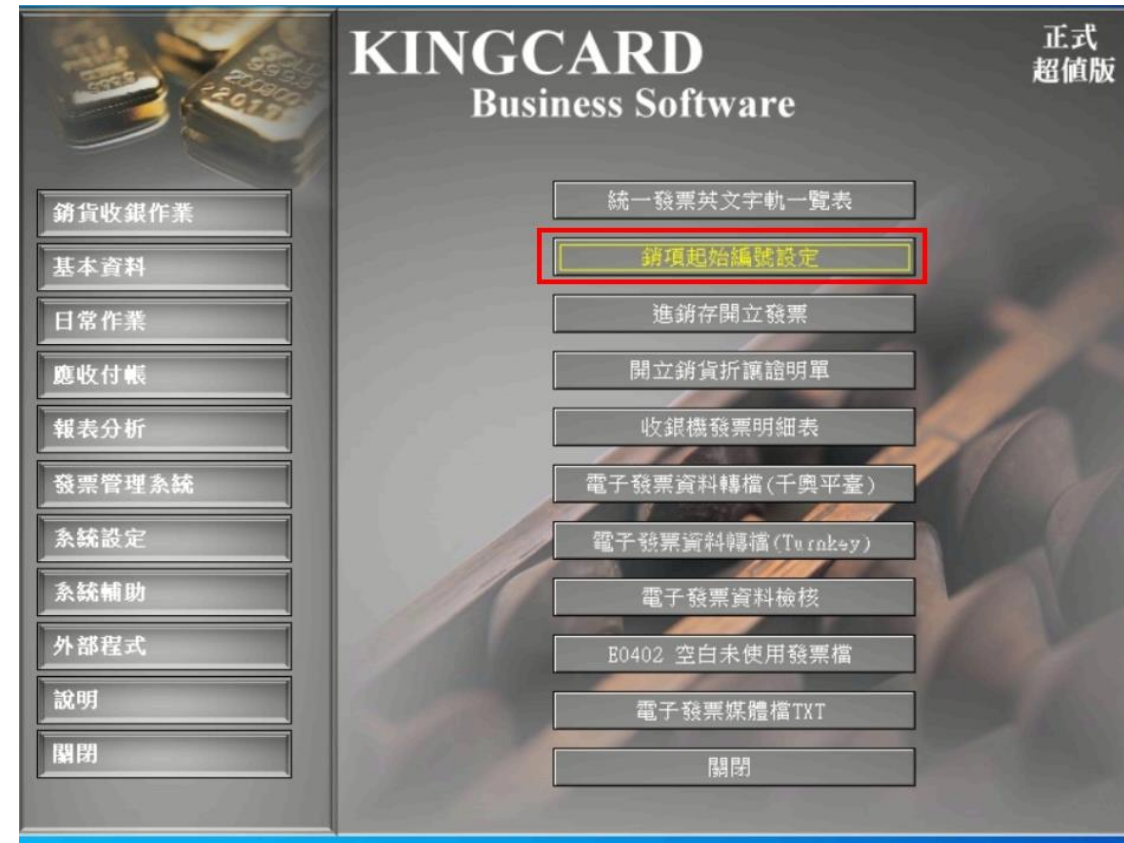 KINGCARD
Business Software
正式
超值版
銷貨收銀作業
基本資料
日常作業
應收付帳
報表分析
發票管理系統
系統設定
系統輔助
外部程式
說明
關閉
統一發票英文字軌一覽表
銷項起始編號設定
進銷存開立發票
開立銷貨折讓證明單
收銀機發票明細表
電子發票資料轉檔(千奧平臺)
電子發票資料轉檔(Turnkey)
電子發票資料檢核
E0402 空白未使用發票檔
電子發票媒體檔TXT
關閉